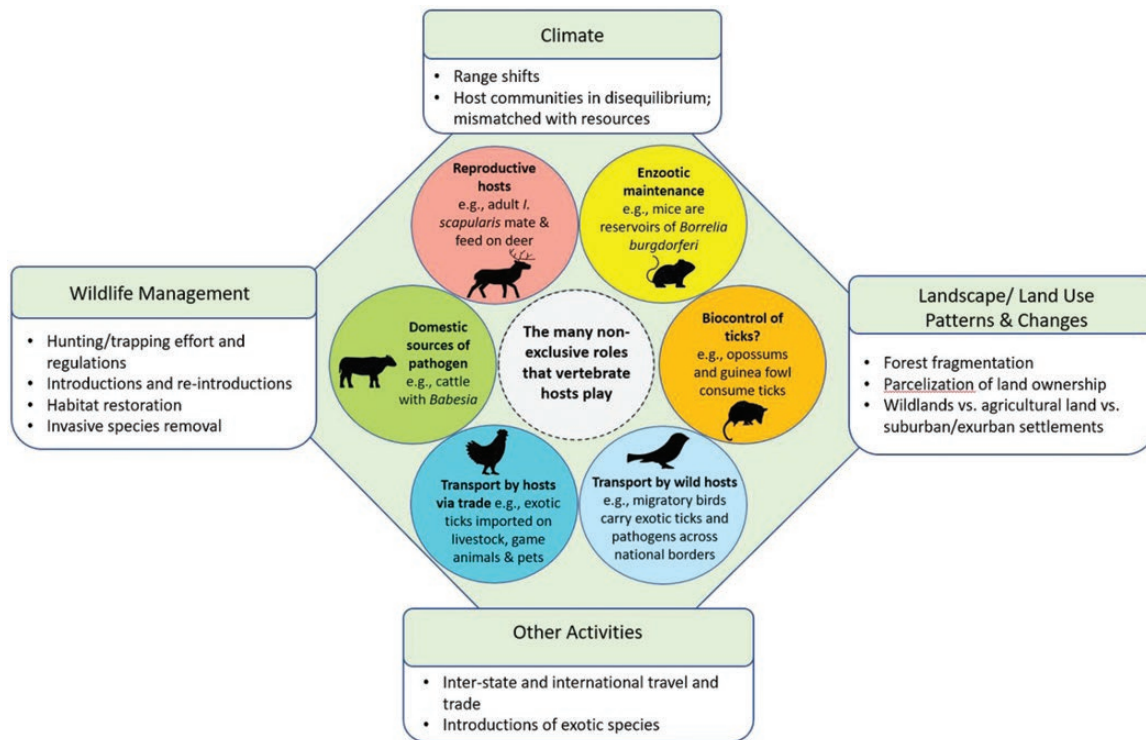 Climate
• Range shifts
• Host communities in disequilibrium;
mismatched with resources
Reproductive
hosts
e.g., adult I.
scapularis mate &
feed on deer
Enzootic
maintenance
e.g., mice are
reservoirs of Borrelia
burgdorferi
Wildlife Management
• Hunting/trapping effort and
regulations
• Introductions and re-introductions
• Habitat restoration
• Invasive species removal
Domestic
sources of
pathogen
e.g., cattle
with Babesia
The many non-
exclusive roles
that vertebrate
hosts play
Biocontrol of
ticks?
e.g., opossums
and guinea fowl
consume ticks
Landscape/ Land Use
Patterns & Changes
• Forest fragmentation
• Parcelization of land ownership
• Wildlands vs. agricultural land vs.
suburban/exurban settlements
Transport by hosts
via trade e.g., exotic
ticks imported on
livestock, game
animals & pets
Transport by wild hosts
e.g., migratory birds
carry exotic ticks and
pathogens across
national borders
Other Activities
• Inter-state and international travel and
trade
• Introductions of exotic species